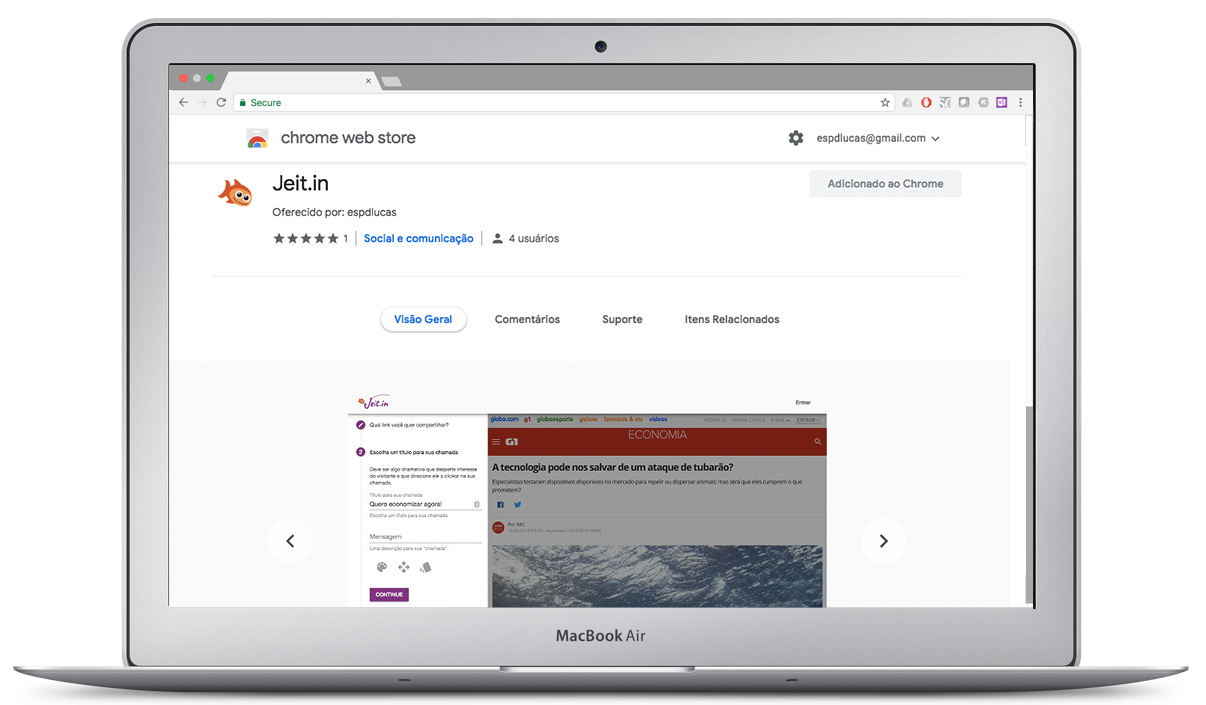 Secure
chrome web store
espdlucas@gmail.com
Jeit.in
Adicionado ao Chrome
Oferecido por: espdlucas
1
Social e comunicação
4 usuários
Visão Geral
Comentários
Suporte
Itens Relacionados
Jeit.in
Entrar
Qual link você quer compartilhar?
2 Escolha um título para sua chamada
Deve ser algo chamativo que desperte interesse
do visitante e que direcione ele a clickar na sua
chamada.
Título para sua chamada
Quero economizar agora!
Escolha um título para sua chamada
Mensagem
Uma descrição para sua "chamada".
CONTINUE
globo.com g1 globoesporte gshow famosos & etc vídeos
MINHA CONTA E-MAIL ENTRAR
G1
ECONOMIA
A tecnologia pode nos salvar de um ataque de tubarão?
Especialistas testaram dispositivos disponíveis no mercado para repelir ou dispersar animais; mas será que eles cumprem o que
prometem?
Por BBC
MacBook Air